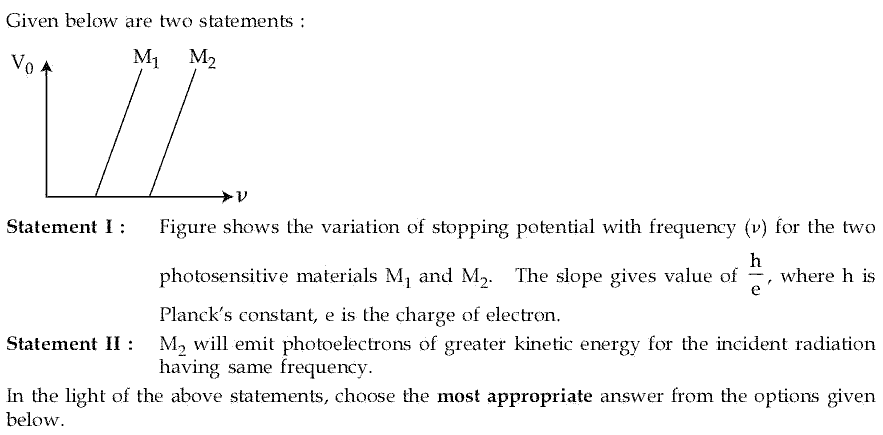 Given below are two statements :
V₀ M₁ M₂
ν
Statement I : Figure shows the variation of stopping potential with frequency (ν) for the two
photosensitive materials M₁ and M₂. The slope gives value of h/e, where h is
Planck's constant, e is the charge of electron.
Statement II : M₂ will emit photoelectrons of greater kinetic energy for the incident radiation
having same frequency.
In the light of the above statements, choose the most appropriate answer from the options given
below.